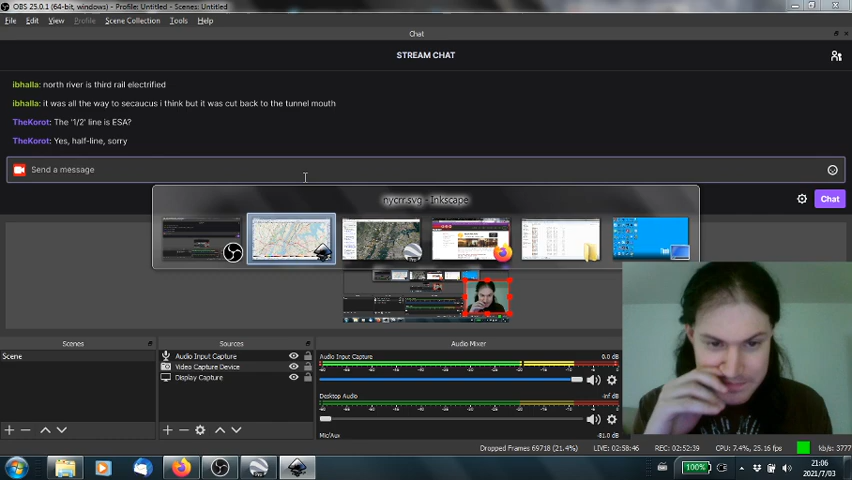 OBS 25.0.1 (64-bit, windows) - Profile: Untitled - Scenes: Untitled
File Edit View Profile Scene Collection Tools Help
Chat
STREAM CHAT
ibhalla: north river is third rail electrified
ibhalla: it was all the way to secaucus i think but it was cut back to the tunnel mouth
TheKorot: The '1/2' line is ESA?
TheKorot: Yes, half-line, sorry
Send a message
Chat
nycrr.svg - Inkscape
Scenes
Sources
Audio Mixer
Scene
Audio Input Capture
Video Capture Device
Display Capture
Audio Input Capture 0.0 dB
Desktop Audio -inf dB
Mic/Aux -81.0 dB
Dropped Frames 69718 (21.4%) LIVE: 02:58:46 REC: 02:52:39 CPU: 7.4%, 25.16 fps kb/s: 3777
100%
21:06
2021/7/03